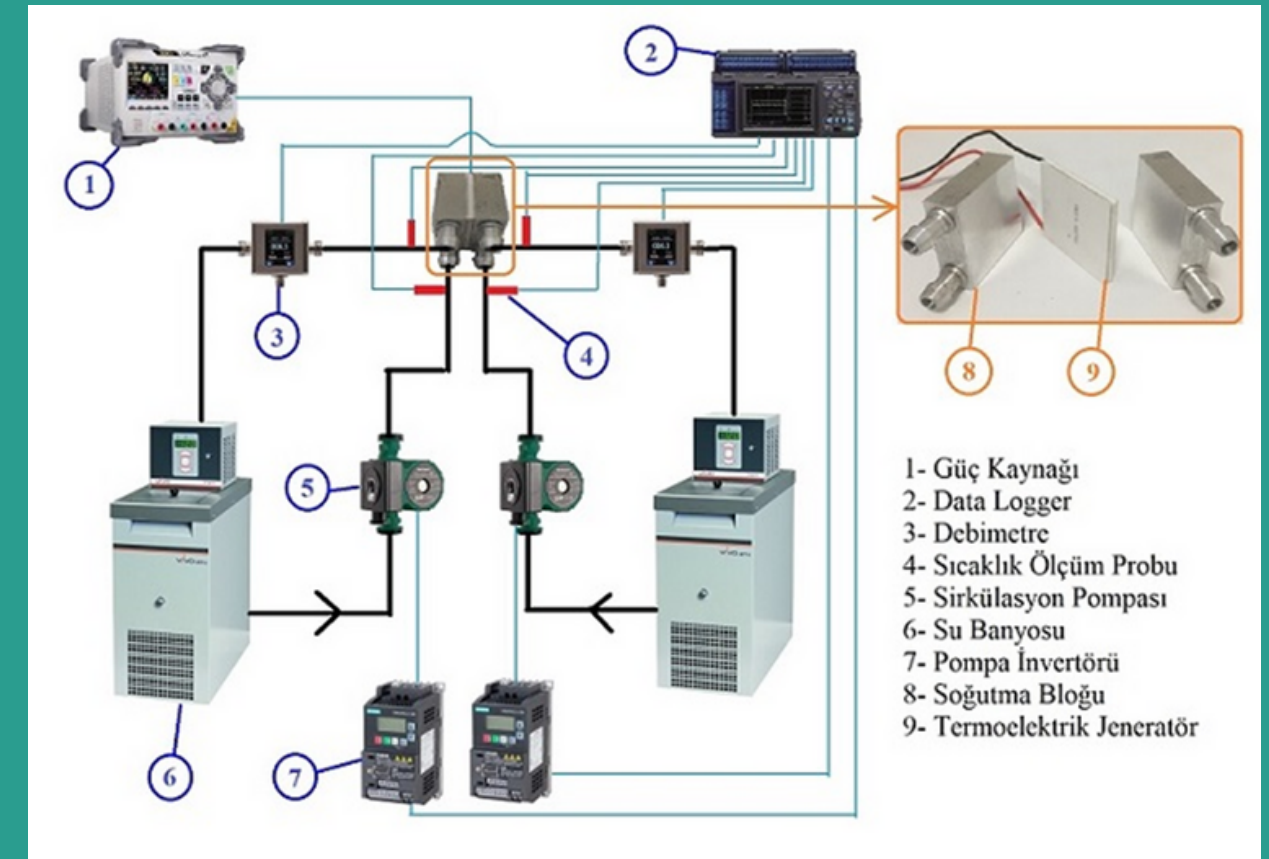 1
2
3
4
5
6
7
8
9
1- Güç Kaynağı
2- Data Logger
3- Debimetre
4- Sıcaklık Ölçüm Probu
5- Sirkülasyon Pompası
6- Su Banyosu
7- Pompa İnvertörü
8- Soğutma Bloğu
9- Termoelektrik Jeneratör